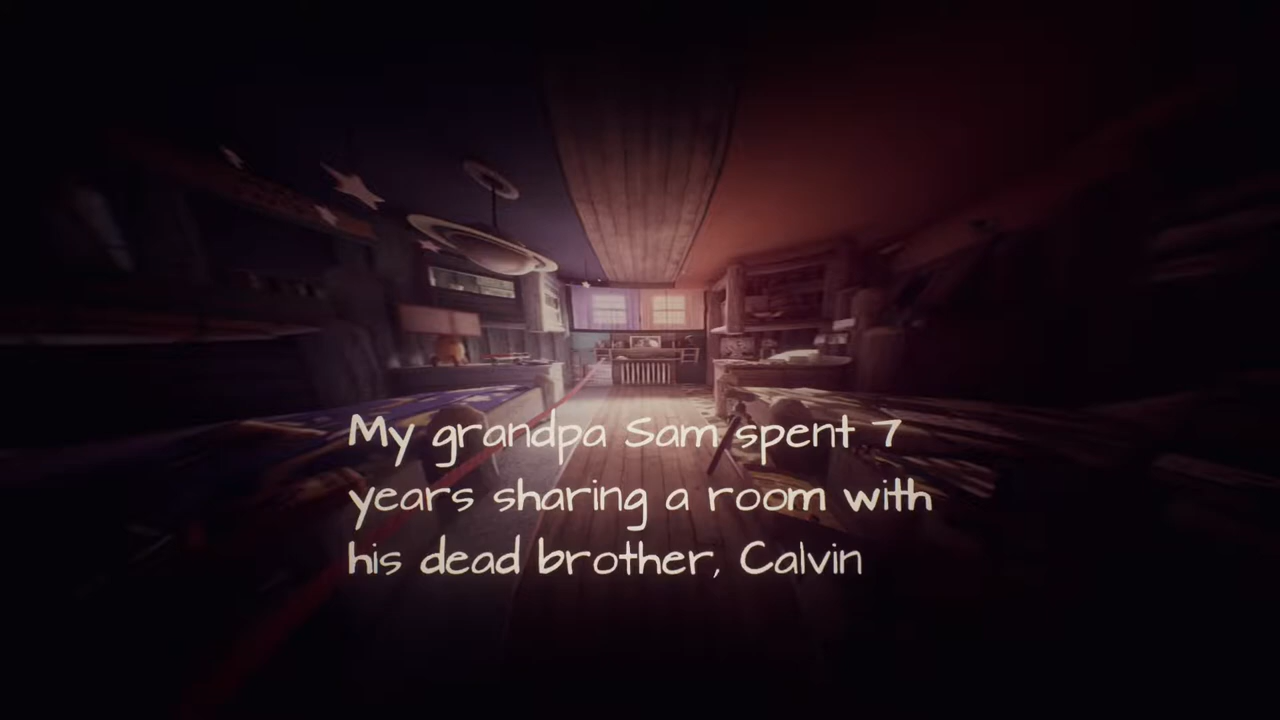 My grandpa Sam spent 7
years sharing a room with
his dead brother, Calvin